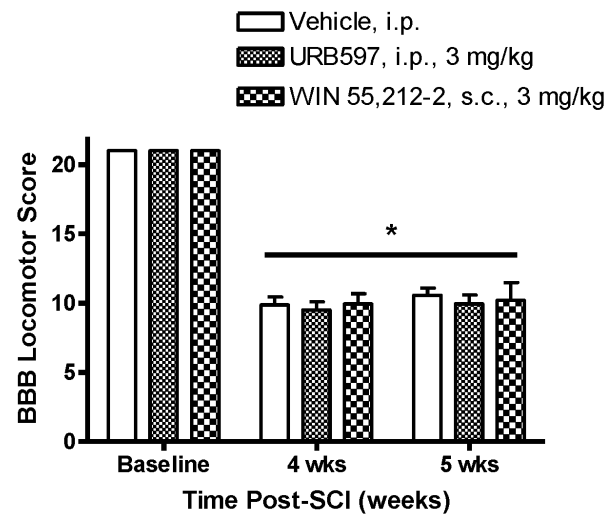 Vehicle, i.p.
URB597, i.p., 3 mg/kg
WIN 55,212-2, s.c., 3 mg/kg
BBB Locomotor Score
20
15
10
5
0
*
Baseline
4 wks
5 wks
Time Post-SCI (weeks)